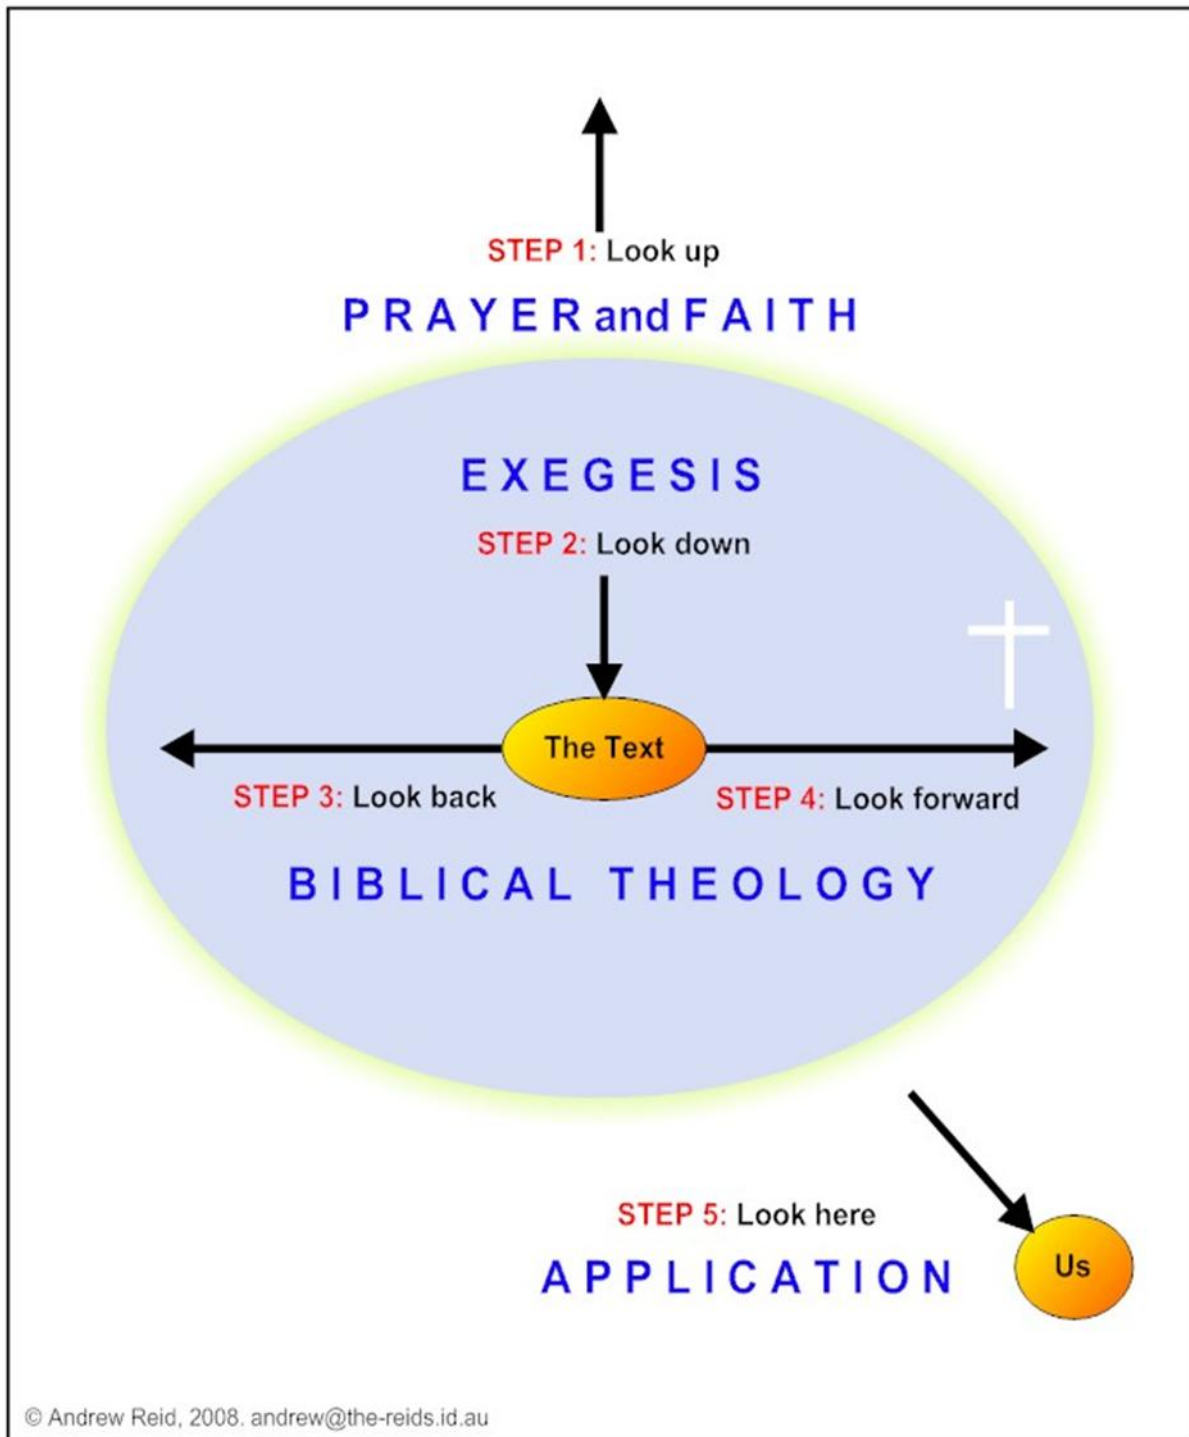 STEP 1: Look up
PRAYER and FAITH
EXEGESIS
STEP 2: Look down
The Text
STEP 3: Look back
STEP 4: Look forward
BIBLICAL THEOLOGY
STEP 5: Look here
APPLICATION
Us
© Andrew Reid, 2008. andrew@the-reids.id.au